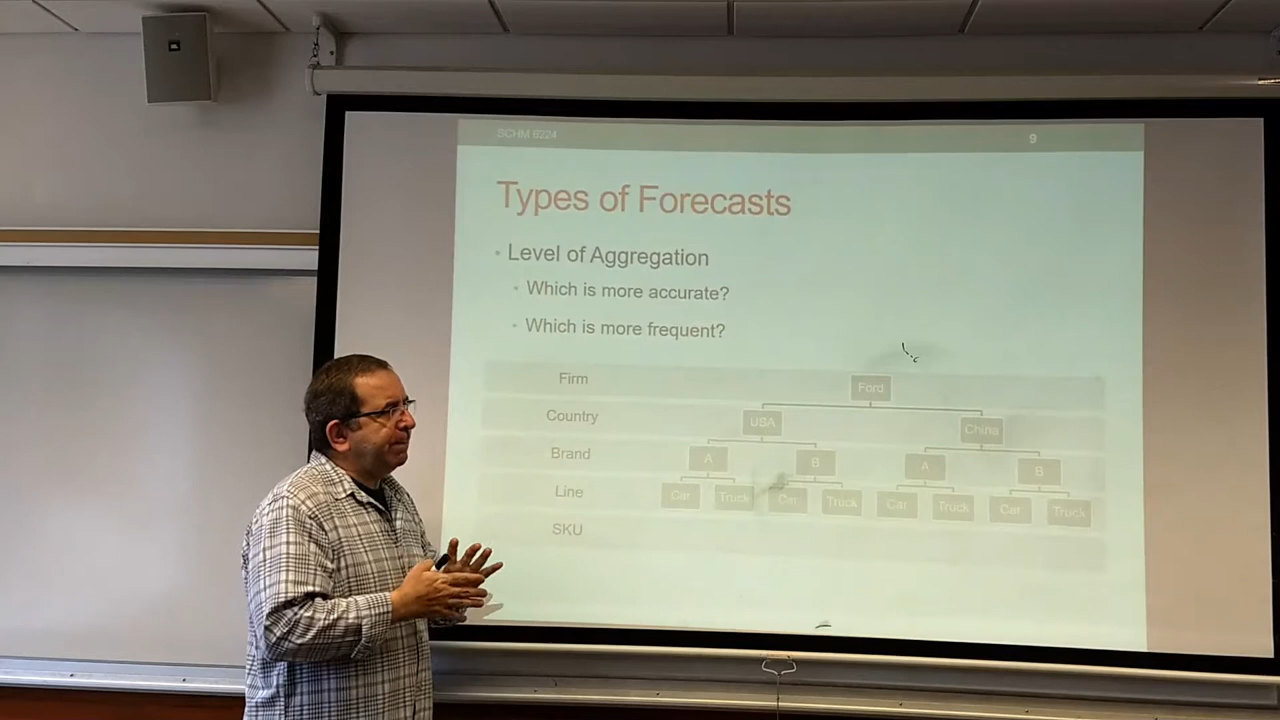 JBL
SCHM 6224 9
Types of Forecasts
• Level of Aggregation
• Which is more accurate?
• Which is more frequent?
Firm Ford
Country USA China
Brand A B A B
Line Car Truck Car Truck Car Truck Car Truck
SKU